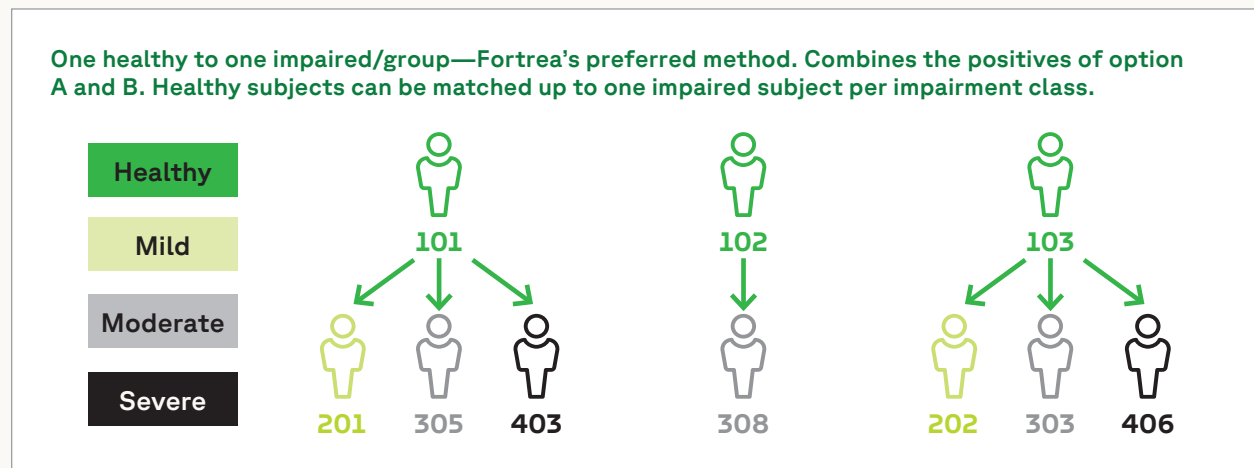 One healthy to one impaired/group—Fortrea's preferred method. Combines the positives of option
A and B. Healthy subjects can be matched up to one impaired subject per impairment class.
Healthy
Mild
Moderate
Severe
101 102 103
201 305 403 308 202 303 406